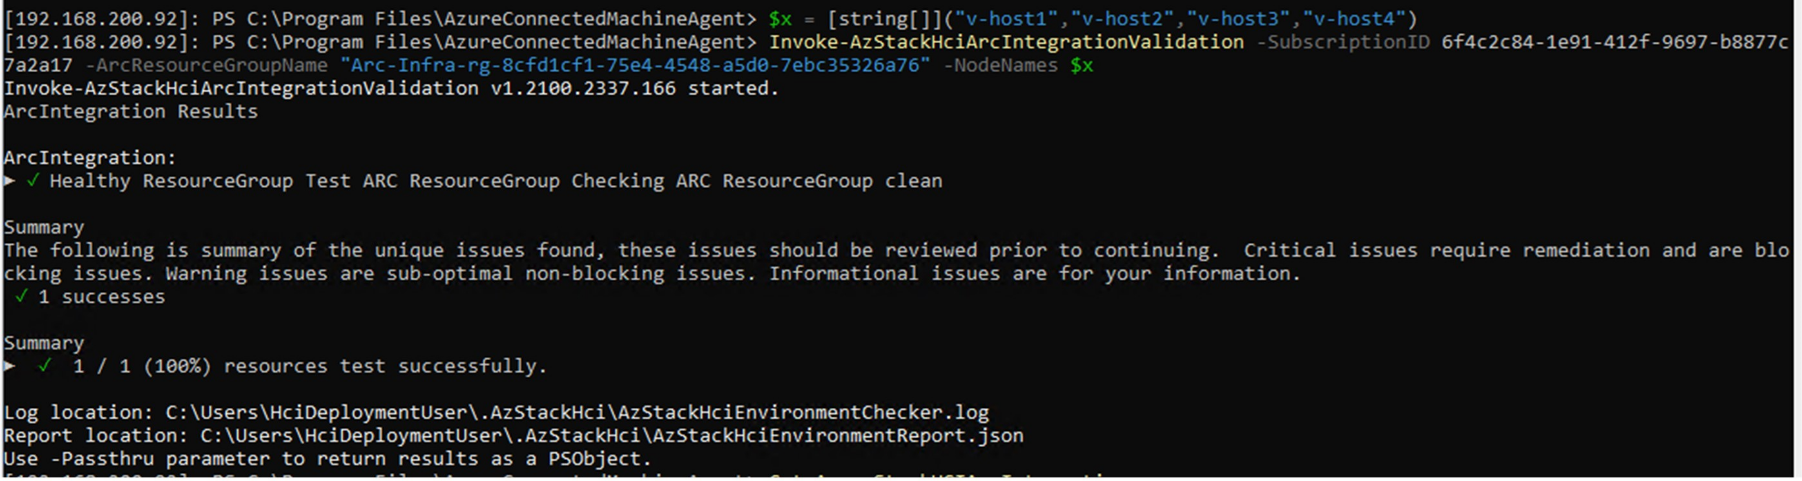 [192.168.200.92]: PS C:\Program Files\AzureConnectedMachineAgent> $x = [string[]]("v-host1","v-host2","v-host3","v-host4")
[192.168.200.92]: PS C:\Program Files\AzureConnectedMachineAgent> Invoke-AzStackHciArcIntegrationValidation -SubscriptionID 6f4c2c84-1e91-412f-9697-b8877c
7a2a17 -ArcResourceGroupName "Arc-Infra-rg-8cfd1cf1-75e4-4548-a5d0-7ebc35326a76" -NodeNames $x
Invoke-AzStackHciArcIntegrationValidation v1.2100.2337.166 started.
ArcIntegration Results
ArcIntegration:
► ✓ Healthy ResourceGroup Test ARC ResourceGroup Checking ARC ResourceGroup clean
Summary
The following is summary of the unique issues found, these issues should be reviewed prior to continuing.  Critical issues require remediation and are blo
cking issues. Warning issues are sub-optimal non-blocking issues. Informational issues are for your information.
✓ 1 successes
Summary
► ✓ 1 / 1 (100%) resources test successfully.
Log location: C:\Users\HciDeploymentUser\.AzStackHci\AzStackHciEnvironmentChecker.log
Report location: C:\Users\HciDeploymentUser\.AzStackHci\AzStackHciEnvironmentReport.json
Use -Passthru parameter to return results as a PSObject.